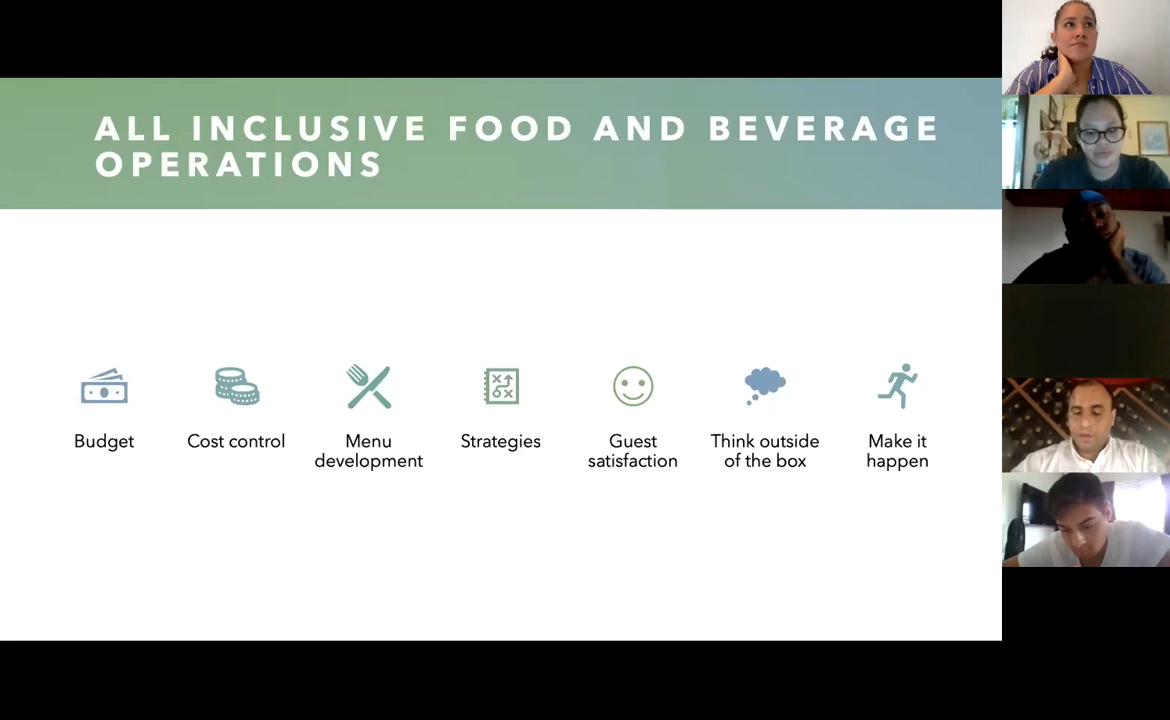 ALL INCLUSIVE FOOD AND BEVERAGE
OPERATIONS
Budget
Cost control
Menu
development
Strategies
Guest
satisfaction
Think outside
of the box
Make it
happen